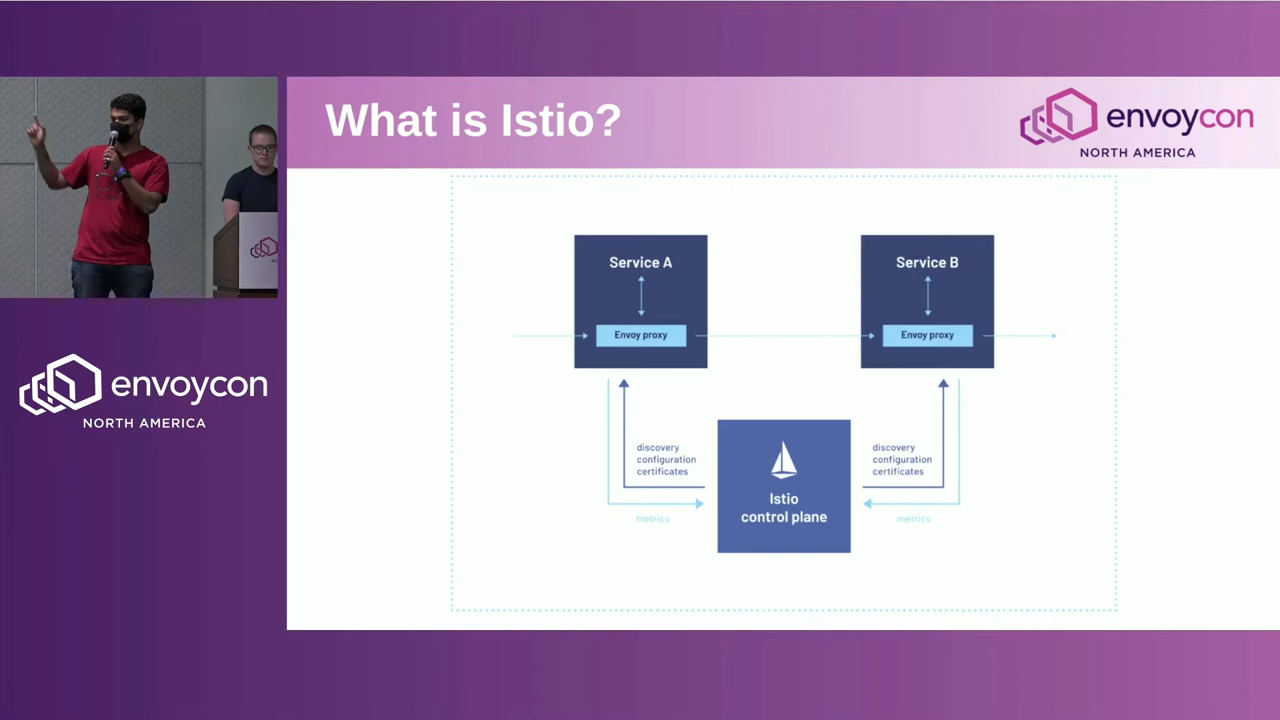 What is Istio?
envoycon
NORTH AMERICA
Service A
Envoy proxy
Service B
Envoy proxy
discovery
configuration
certificates
metrics
Istio
control plane
discovery
configuration
certificates
metrics
envoycon
NORTH AMERICA